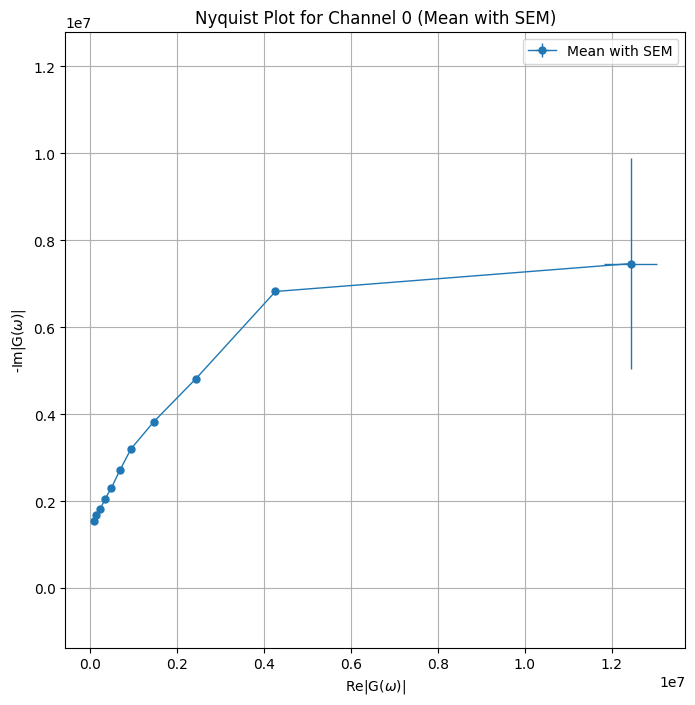 Nyquist Plot for Channel 0 (Mean with SEM)
1e7
Mean with SEM
1.2
1.0
0.8
0.6
0.4
0.2
0.0
-Im|G(ω)|
0.0 0.2 0.4 0.6 0.8 1.0 1.2
1e7
Re|G(ω)|